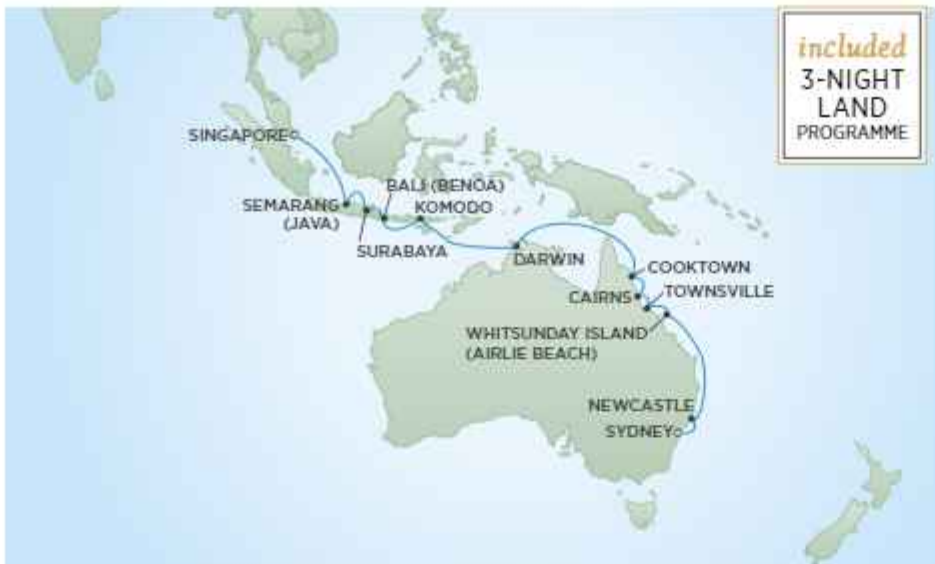 included
3-NIGHT
LAND
PROGRAMME
SINGAPORE
BALI (BENOA)
SEMARANG
(JAVA)
KOMODO
SURABAYA
DARWIN
COOKTOWN
CAIRNS
TOWNSVILLE
WHITSUNDAY ISLAND
(AIRLIE BEACH)
NEWCASTLE
SYDNEY